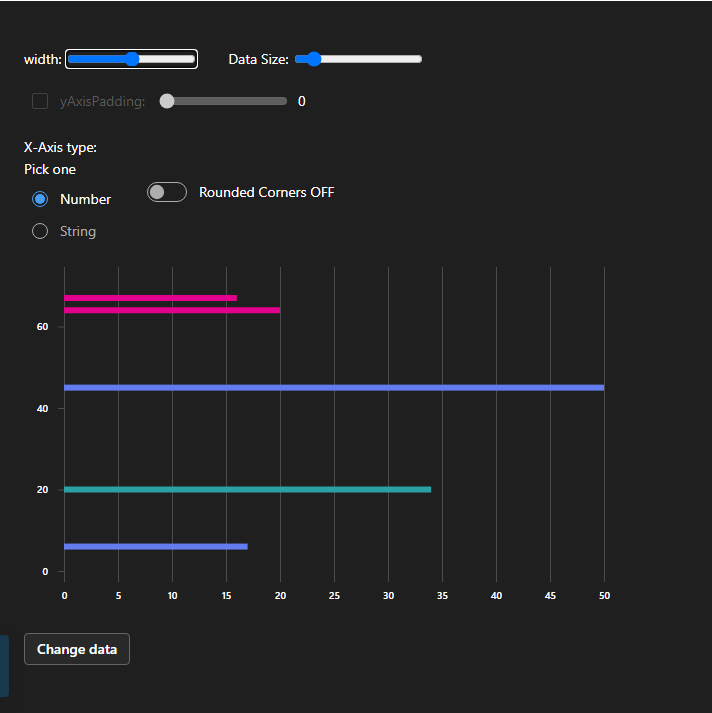 width: Data Size:
yAxisPadding: 0
X-Axis type:
Pick one
Number Rounded Corners OFF
String
60
40
20
0
0 5 10 15 20 25 30 35 40 45 50
Change data